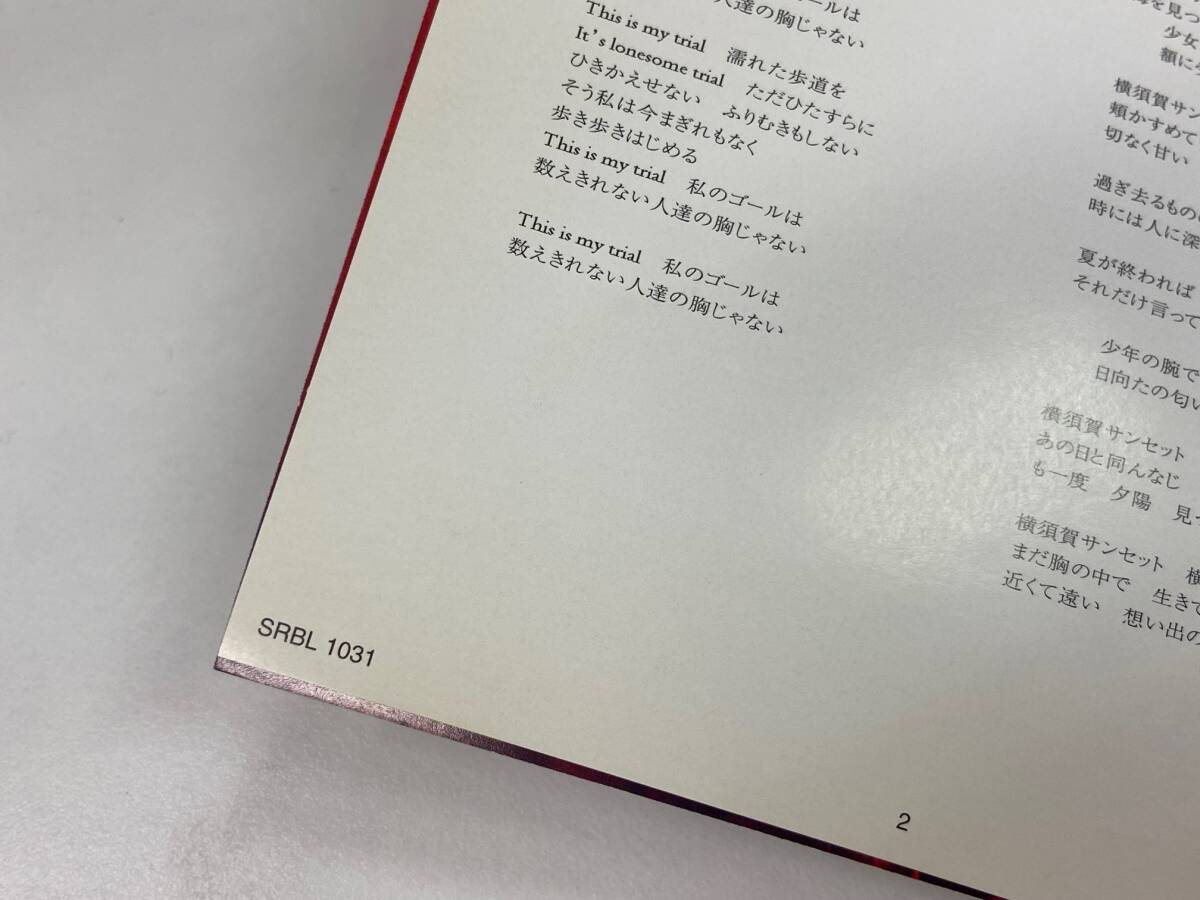 人達の胸じゃない
This is my trial 濡れた歩道を
It's lonesome trial ただひたすらに
ひきかえせない ふりむきもしない
そう私は今まぎれもなく
歩き歩きはじめる
This is my trial 私のゴールは
数えきれない人達の胸じゃない
This is my trial 私のゴールは
数えきれない人達の胸じゃない
SRBL 1031
を見つ
少女
額に
横須賀サン
頬かすめて
切なく甘い
過ぎ去るもの
時には人に深
夏が終われば
それだけ言って
少年の腕で
日向たの匂い
横須賀サンセット
あの日と同んなじ
も一度 夕陽 見つ
横須賀サンセット 横
まだ胸の中で 生きて
近くて遠い 想い出の
2